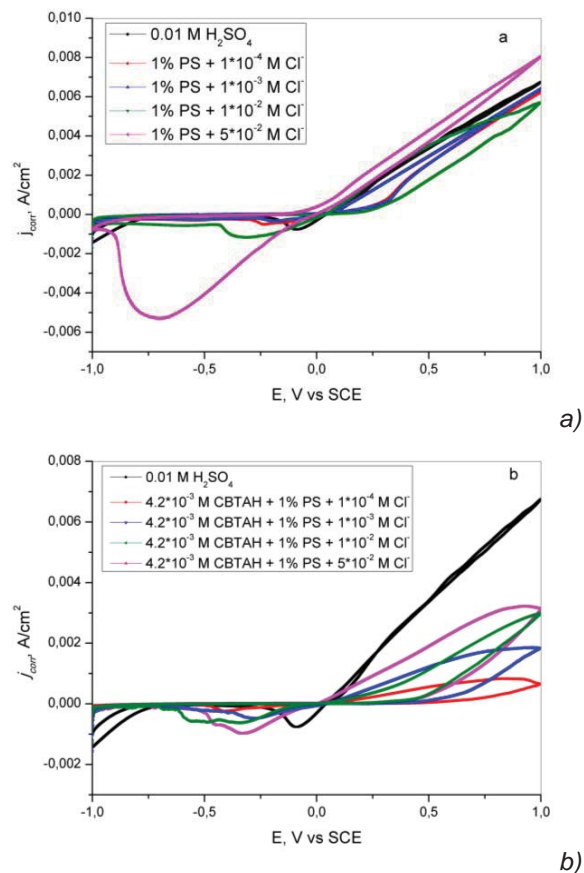 0,010
0,008
0,006
0,004
0,002
0,000
-0,002
-0,004
-0,006
j_corr, A/cm²
0.01 M H₂SO₄
1% PS + 1*10⁻⁴ M Cl⁻
1% PS + 1*10⁻³ M Cl⁻
1% PS + 1*10⁻² M Cl⁻
1% PS + 5*10⁻² M Cl⁻
a
-1,0 -0,5 0,0 0,5 1,0
E, V vs SCE
a)
0,008
0,006
0,004
0,002
0,000
-0,002
j_corr, A/cm²
0.01 M H₂SO₄
4.2*10⁻³ M CBTAH + 1% PS + 1*10⁻⁴ M Cl⁻
4.2*10⁻³ M CBTAH + 1% PS + 1*10⁻³ M Cl⁻
4.2*10⁻³ M CBTAH + 1% PS + 1*10⁻² M Cl⁻
4.2*10⁻³ M CBTAH + 1% PS + 5*10⁻² M Cl⁻
b
-1,0 -0,5 0,0 0,5 1,0
E, V vs SCE
b)